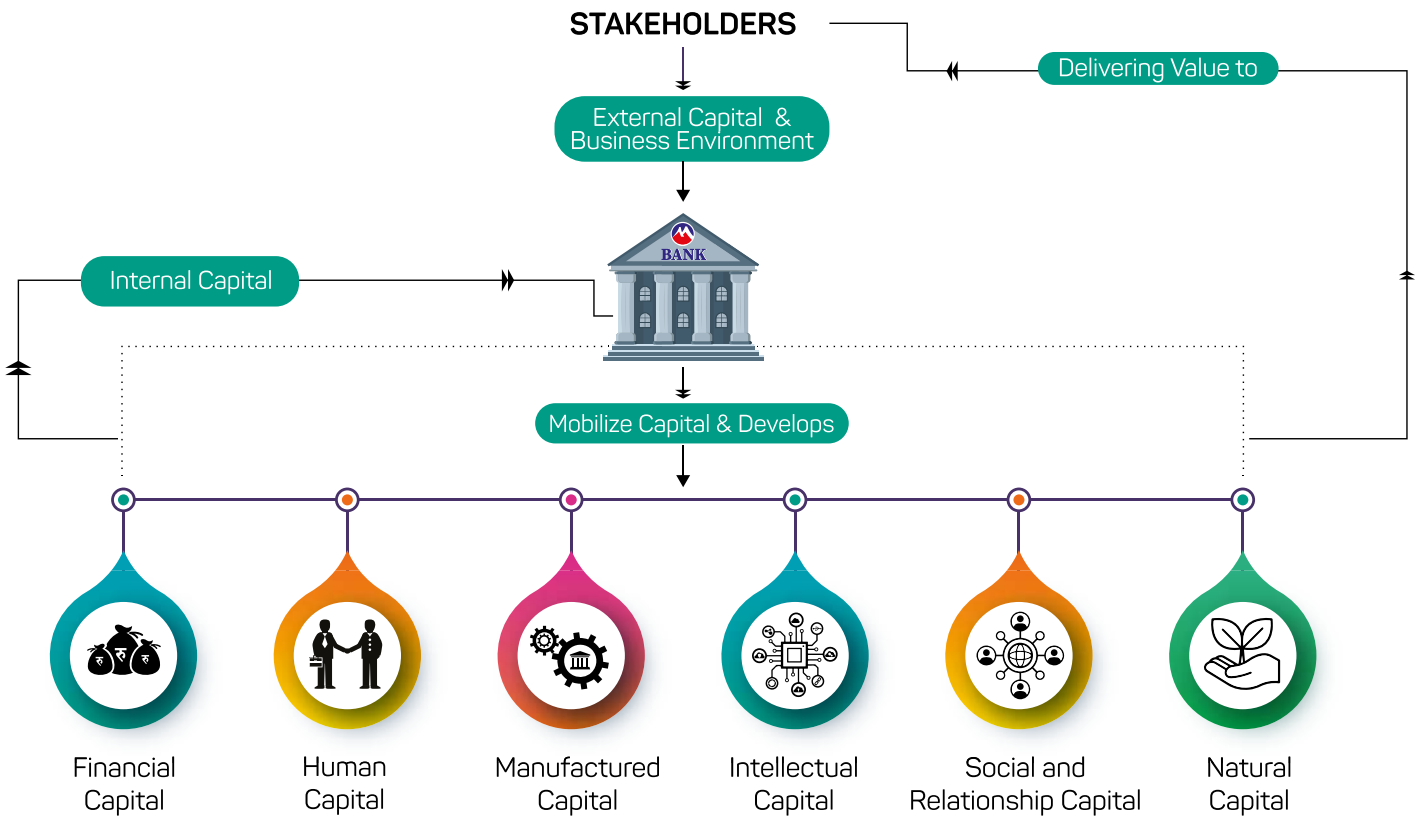 STAKEHOLDERS
Delivering Value to
External Capital &
Business Environment
BANK
Internal Capital
Mobilize Capital & Develops
रु रु रु
Financial
Capital
Human
Capital
Manufactured
Capital
Intellectual
Capital
Social and
Relationship Capital
Natural
Capital